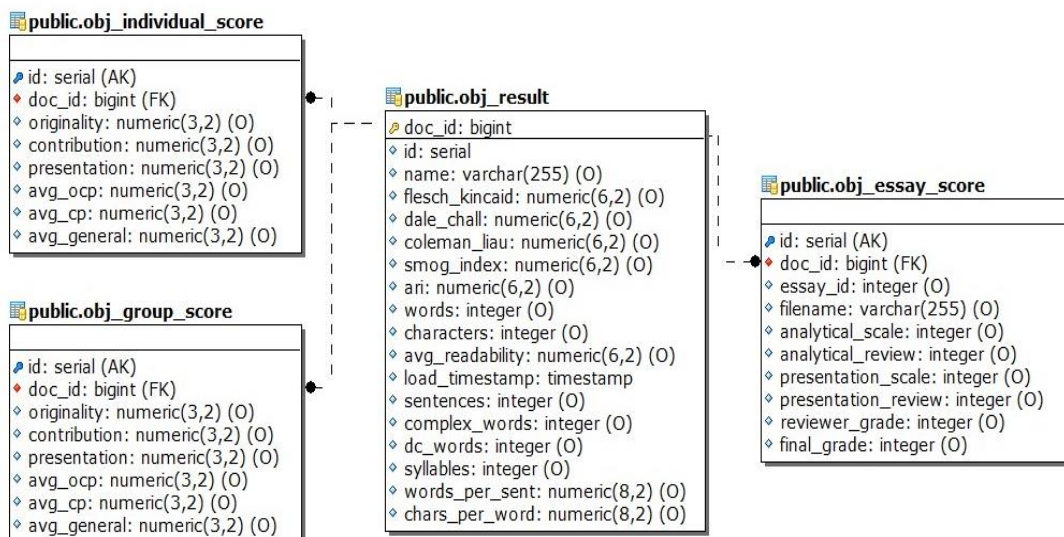 public.obj_individual_score
id: serial (AK)
doc_id: bigint (FK)
originality: numeric(3,2) (O)
contribution: numeric(3,2) (O)
presentation: numeric(3,2) (O)
avg_ocp: numeric(3,2) (O)
avg_cp: numeric(3,2) (O)
avg_general: numeric(3,2) (O)
public.obj_group_score
id: serial (AK)
doc_id: bigint (FK)
originality: numeric(3,2) (O)
contribution: numeric(3,2) (O)
presentation: numeric(3,2) (O)
avg_ocp: numeric(3,2) (O)
avg_cp: numeric(3,2) (O)
avg_general: numeric(3,2) (O)
public.obj_result
doc_id: bigint
id: serial
name: varchar(255) (O)
flesch_kincaid: numeric(6,2) (O)
dale_chall: numeric(6,2) (O)
coleman_liau: numeric(6,2) (O)
smog_index: numeric(6,2) (O)
ari: numeric(6,2) (O)
words: integer (O)
characters: integer (O)
avg_readability: numeric(6,2) (O)
load_timestamp: timestamp
sentences: integer (O)
complex_words: integer (O)
dc_words: integer (O)
syllables: integer (O)
words_per_sent: numeric(8,2) (O)
chars_per_word: numeric(8,2) (O)
public.obj_essay_score
id: serial (AK)
doc_id: bigint (FK)
essay_id: integer (O)
filename: varchar(255) (O)
analytical_scale: integer (O)
analytical_review: integer (O)
presentation_scale: integer (O)
presentation_review: integer (O)
reviewer_grade: integer (O)
final_grade: integer (O)